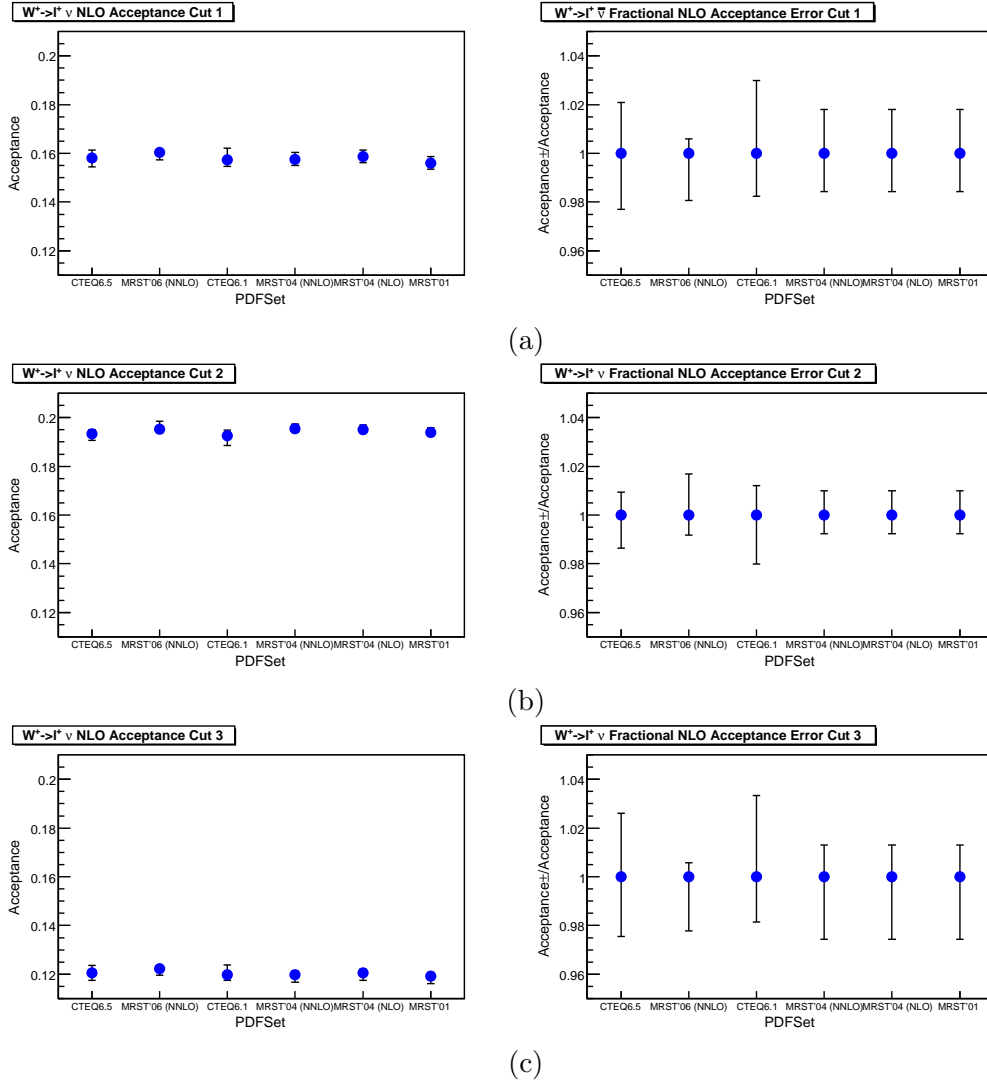 W⁺->l⁺ ν NLO Acceptance Cut 1
Acceptance
0.2
0.18
0.16
0.14
0.12
CTEQ6.5 MRST'06 (NNLO) CTEQ6.1 MRST'04 (NNLO) MRST'04 (NLO) MRST'01
PDFSet
W⁺->l⁺ ν̅ Fractional NLO Acceptance Error Cut 1
Acceptance±/Acceptance
1.04
1.02
1
0.98
0.96
CTEQ6.5 MRST'06 (NNLO) CTEQ6.1 MRST'04 (NNLO) MRST'04 (NLO) MRST'01
PDFSet
(a)
W⁺->l⁺ ν NLO Acceptance Cut 2
Acceptance
0.2
0.18
0.16
0.14
0.12
CTEQ6.5 MRST'06 (NNLO) CTEQ6.1 MRST'04 (NNLO) MRST'04 (NLO) MRST'01
PDFSet
W⁺->l⁺ ν Fractional NLO Acceptance Error Cut 2
Acceptance±/Acceptance
1.04
1.02
1
0.98
0.96
CTEQ6.5 MRST'06 (NNLO) CTEQ6.1 MRST'04 (NNLO) MRST'04 (NLO) MRST'01
PDFSet
(b)
W⁺->l⁺ ν NLO Acceptance Cut 3
Acceptance
0.2
0.18
0.16
0.14
0.12
CTEQ6.5 MRST'06 (NNLO) CTEQ6.1 MRST'04 (NNLO) MRST'04 (NLO) MRST'01
PDFSet
W⁺->l⁺ ν Fractional NLO Acceptance Error Cut 3
Acceptance±/Acceptance
1.04
1.02
1
0.98
0.96
CTEQ6.5 MRST'06 (NNLO) CTEQ6.1 MRST'04 (NNLO) MRST'04 (NLO) MRST'01
PDFSet
(c)